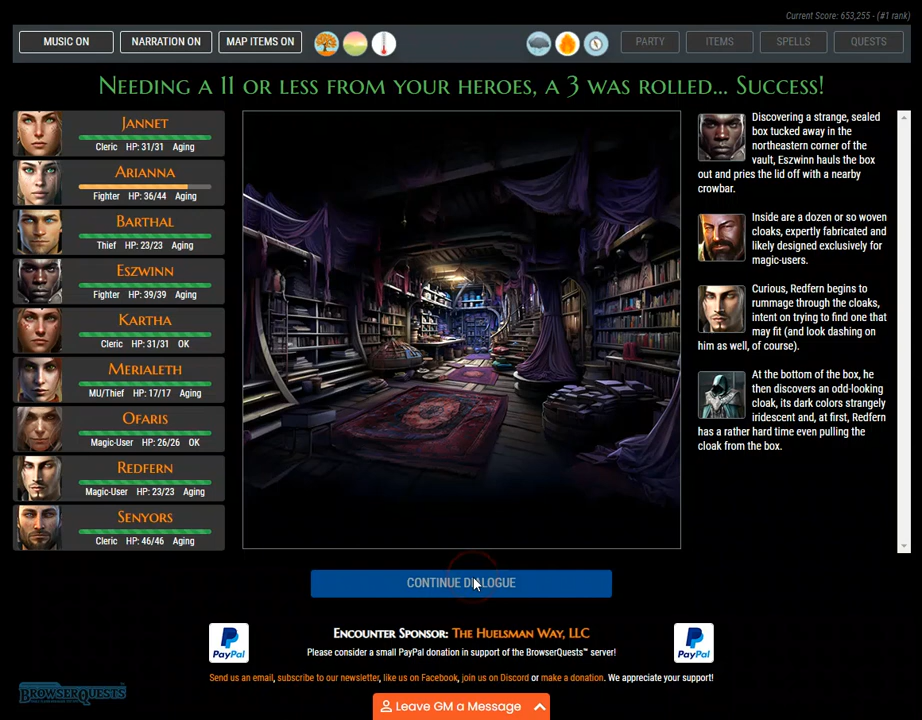 Current Score: 653,255 - (#1 rank)
MUSIC ON
NARRATION ON
MAP ITEMS ON
PARTY
ITEMS
SPELLS
QUESTS
Needing a 11 or less from your heroes, a 3 was rolled... Success!
Jannet
Cleric HP: 31/31 Aging
Arianna
Fighter HP: 36/44 Aging
Barthal
Thief HP: 23/23 Aging
Eszwinn
Fighter HP: 39/39 Aging
Kartha
Cleric HP: 31/31 OK
Merialeth
MU/Thief HP: 17/17 Aging
Ofaris
Magic-User HP: 26/26 OK
Redfern
Magic-User HP: 23/23 Aging
Senyors
Cleric HP: 46/46 Aging
Discovering a strange, sealed
box tucked away in the
northeastern corner of the
vault, Eszwinn hauls the box
out and pries the lid off with a nearby
crowbar.
Inside are a dozen or so woven
cloaks, expertly fabricated and
likely designed exclusively for
magic-users.
Curious, Redfern begins to
rummage through the cloaks,
intent on trying to find one that
may fit (and look dashing on
him as well, of course).
At the bottom of the box, he
then discovers an odd-looking
cloak, its dark colors strangely
iridescent and, at first, Redfern
has a rather hard time even pulling the
cloak from the box.
CONTINUE DIALOGUE
PayPal
Encounter Sponsor: The Huelsman Way, LLC
Please consider a small PayPal donation in support of the BrowserQuests™ server!
PayPal
Send us an email, subscribe to our newsletter, like us on Facebook, join us on Discord or make a donation. We appreciate your support!
BrowserQuests
Leave GM a Message